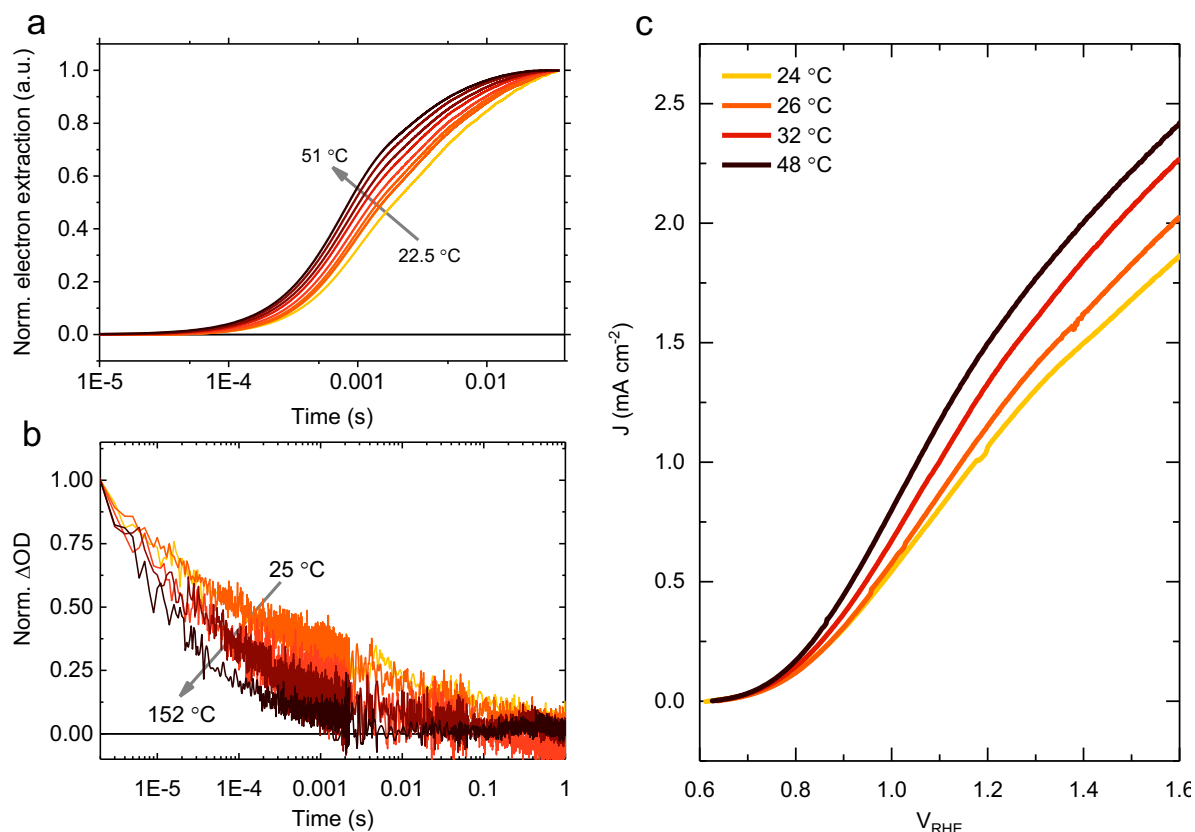 a
Norm. electron extraction (a.u.)
1.0
0.8
0.6
0.4
0.2
0.0
51 °C
22.5 °C
1E-5
1E-4
0.001
0.01
Time (s)
b
Norm. ΔOD
1.00
0.75
0.50
0.25
0.00
25 °C
152 °C
1E-5
1E-4
0.001
0.01
0.1
1
Time (s)
c
J (mA cm-2)
2.5
2.0
1.5
1.0
0.5
0.0
24 °C
26 °C
32 °C
48 °C
0.6
0.8
1.0
1.2
1.4
1.6
VRHE